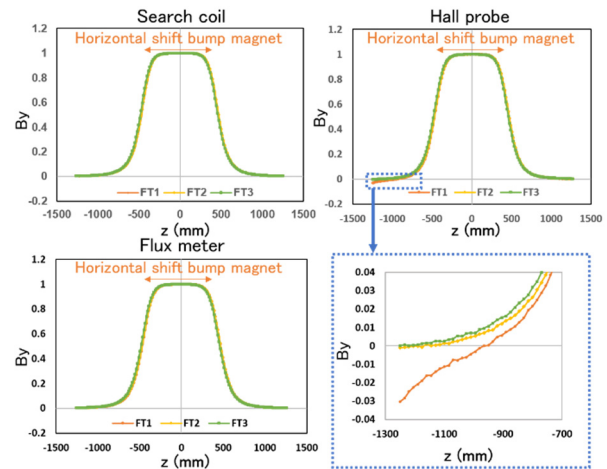 Search coil
Horizontal shift bump magnet
1.2
1
0.8
0.6
0.4
0.2
0
-0.2
By
FT1 FT2 FT3
-1500 -1000 -500 0 500 1000 1500
z (mm)
Hall probe
Horizontal shift bump magnet
1.2
1
0.8
0.6
0.4
0.2
0
-0.2
By
FT1 FT2 FT3
-1500 -1000 -500 0 500 1000 1500
z (mm)
Flux meter
Horizontal shift bump magnet
1.2
1
0.8
0.6
0.4
0.2
0
-0.2
By
FT1 FT2 FT3
-1500 -1000 -500 0 500 1000 1500
z (mm)
0.04
0.03
0.02
0.01
0
-0.01
-0.02
-0.03
-0.04
By
-1300 -1100 -900 -700
z (mm)
FT1 FT2 FT3